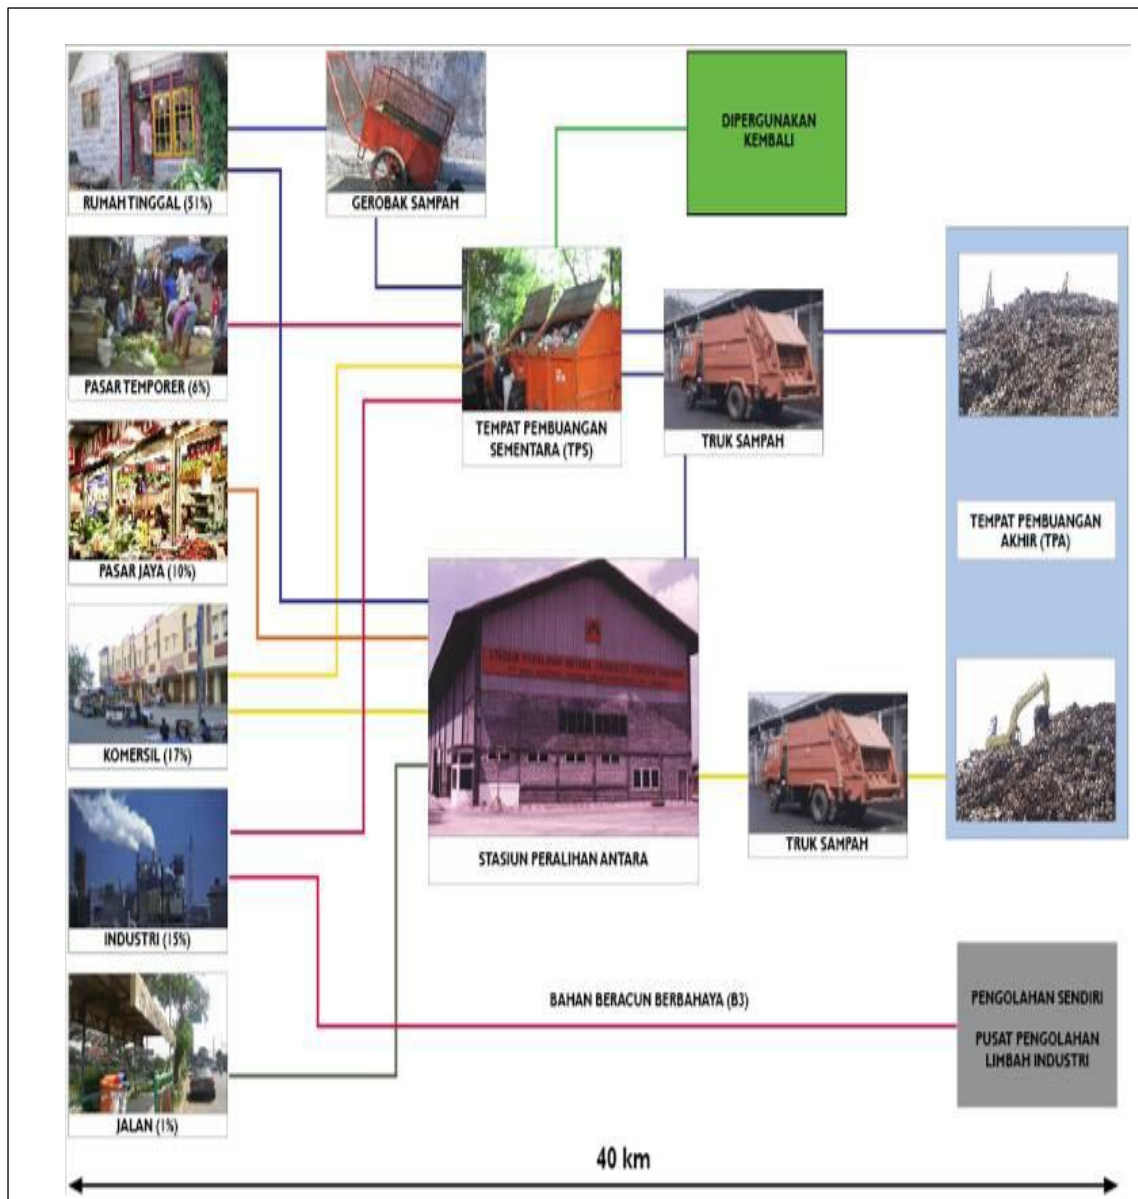 RUMAH TINGGAL (51%)
GEROBAK SAMPAH
DIPERGUNAKAN
KEMBALI
PASAR TEMPORER (6%)
TEMPAT PEMBUANGAN
SEMENTARA (TPS)
TRUK SAMPAH
PASAR JAYA (10%)
TEMPAT PEMBUANGAN
AKHIR (TPA)
KOMERSIL (17%)
STASIUN PERALIHAN ANTARA
TRUK SAMPAH
INDUSTRI (15%)
BAHAN BERACUN BERBAHAYA (B3)
PENGOLAHAN SENDIRI
PUSAT PENGOLAHAN
LIMBAH INDUSTRI
JALAN (1%)
40 km